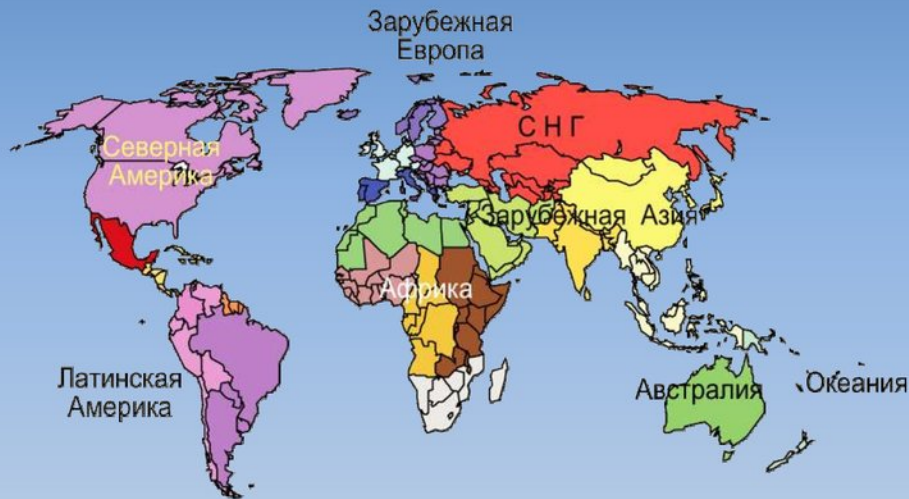 Зарубежная
Европа
СНГ
Северная
Америка
Зарубежная Азия
Африка
Латинская
Америка
Австралия
Океания